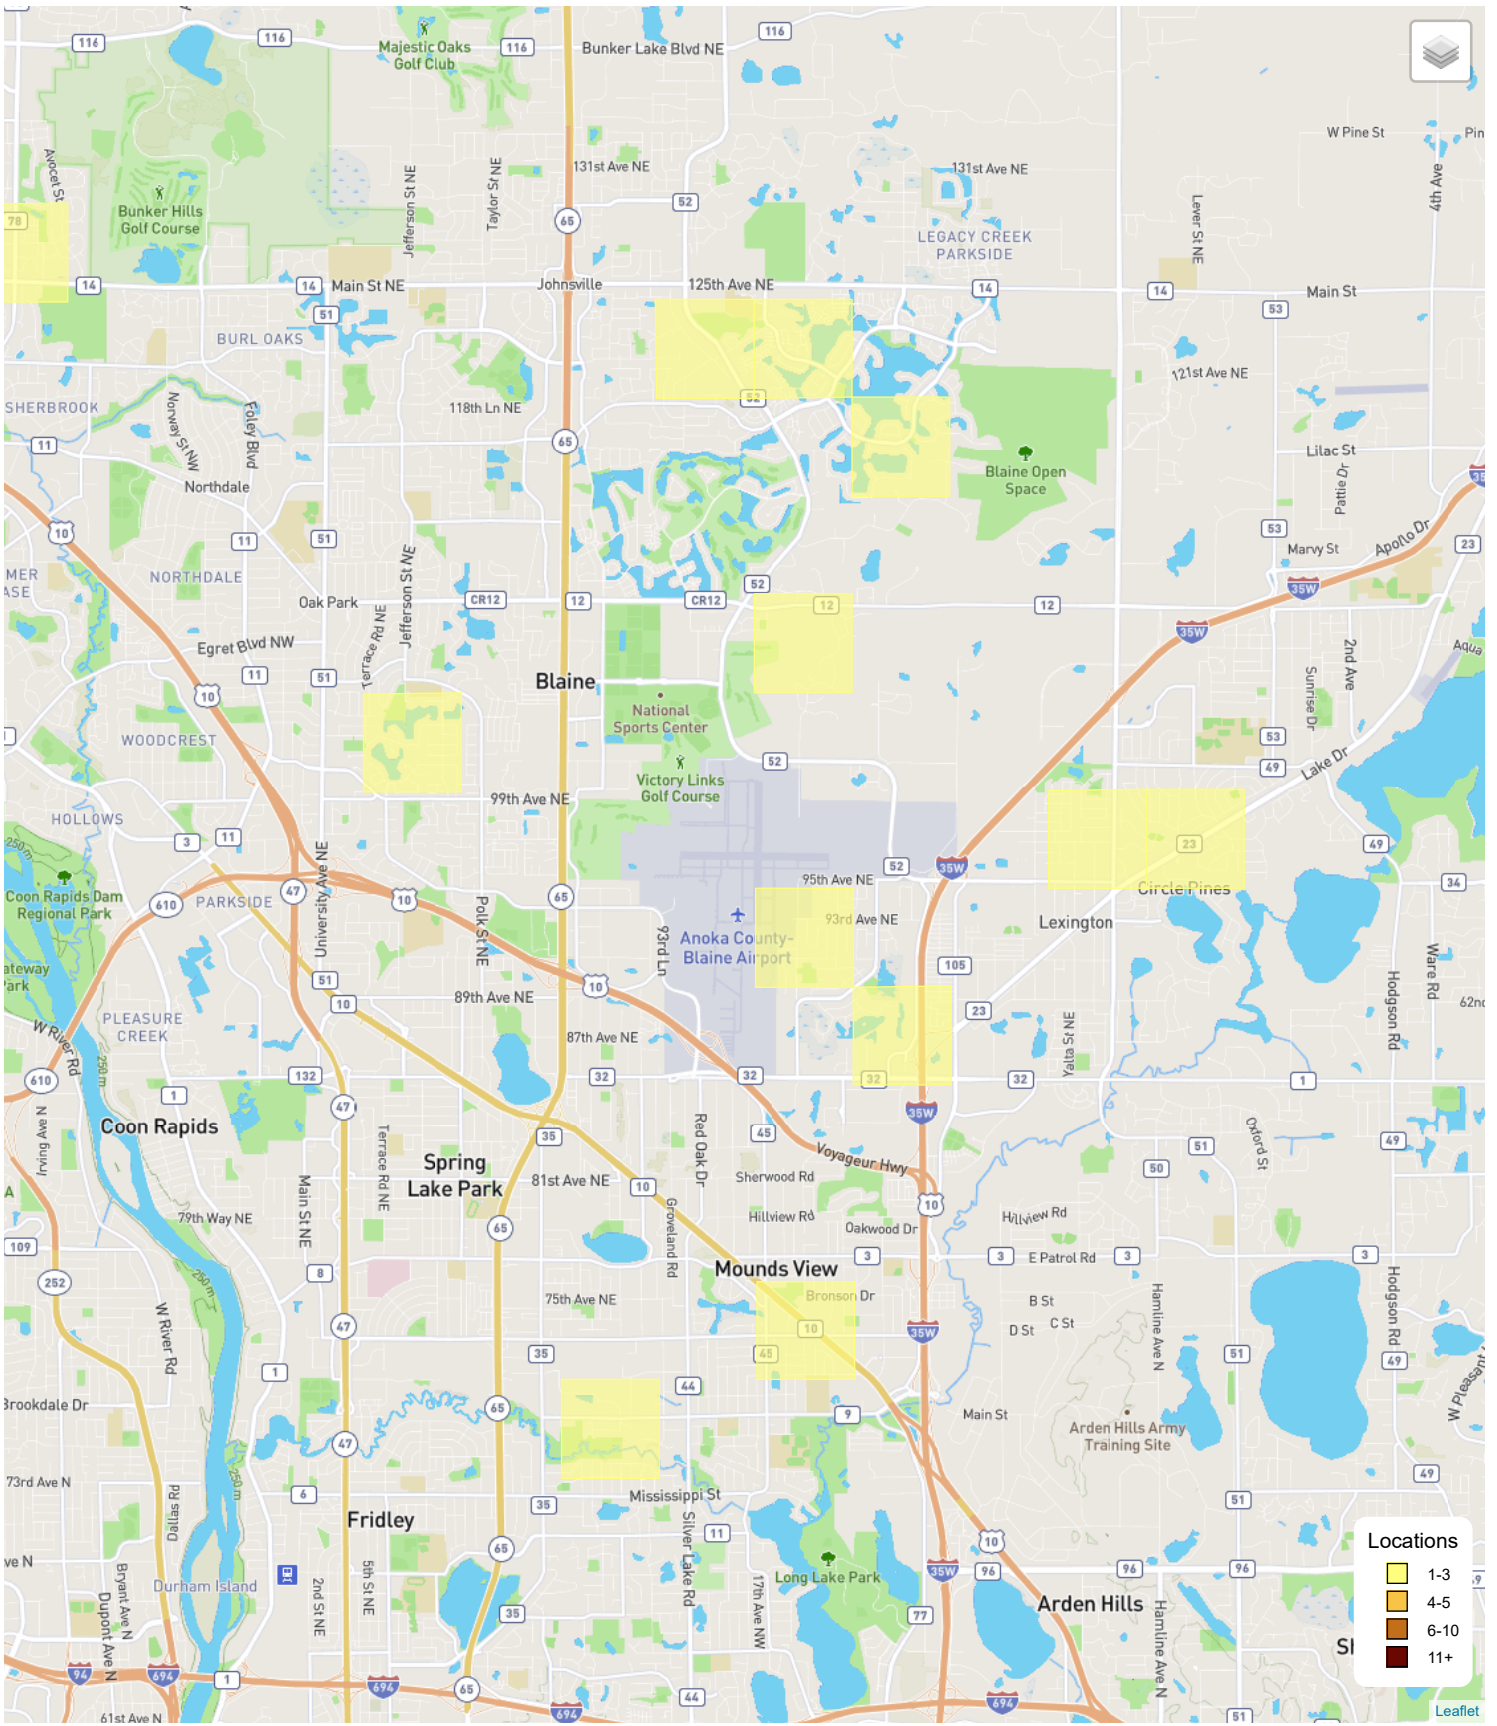 116
116
Majestic Oaks
Golf Club
116
Bunker Lake Blvd NE
116
W Pine St
Pin
Avocet St
Jefferson St NE
Taylor St NE
131st Ave NE
131st Ave NE
4th Ave
78
Bunker Hills
Golf Course
52
65
Lever St NE
LEGACY CREEK
PARKSIDE
14
14
Main St NE
Johnsville
125th Ave NE
14
14
Main St
51
53
BURL OAKS
SHERBROOK
Norway St NW
Foley Blvd
118th Ln NE
52
121st Ave NE
11
65
Lilac St
Northdale
Blaine Open
Space
Pattie Dr
35
10
11
51
53
Apollo Dr
23
NORTHDALE
Jefferson St NE
Marvy St
MER
ASE
52
35W
Oak Park
CR12
12
CR12
12
12
Terrace Rd NE
35W
Egret Blvd NW
11
51
2nd Ave
Aqua
10
Blaine
Sunrise Dr
National
Sports Center
WOODCREST
53
52
49
Lake Dr
Victory Links
Golf Course
99th Ave NE
HOLLOWS
250 m
3
11
23
49
University Ave NE
52
35W
Coon Rapids Dam
Regional Park
610
PARKSIDE
47
10
65
95th Ave NE
Circle Pines
34
Polk St NE
93rd Ln
93rd Ave NE
Lexington
Anoka County-
Blaine Airport
ateway
Park
51
10
105
Ware Rd
Hodgson Rd
89th Ave NE
10
23
62nd
W River Rd
PLEASURE
CREEK
250 m
87th Ave NE
Yalta St NE
610
132
32
32
32
32
1
1
47
35W
Irving Ave N
Coon Rapids
Red Oak Dr
45
35
Oxford St
51
49
Terrace Rd NE
Spring
Lake Park
Voyageur Hwy
50
81st Ave NE
10
Sherwood Rd
A
Main St NE
10
79th Way NE
65
Groveland Rd
Hillview Rd
Oakwood Dr
Hillview Rd
109
3
3
E Patrol Rd
3
3
252
250 m
8
Mounds View
75th Ave NE
Bronson Dr
B St
Hamline Ave N
Hodgson Rd
W River Rd
47
10
35W
D St
C St
35
45
51
49
1
44
W Pleasant
Brookdale Dr
65
9
Main St
Arden Hills Army
Training Site
47
49
73rd Ave N
250 m
6
Mississippi St
Dallas Rd
35
51
Fridley
Silver Lake Rd
11
65
10
ve N
Bryant Ave N
Durham Island
5th St NE
2nd St NE
Long Lake Park
35W
96
96
96
9
17th Ave NW
Dupont Ave N
35
77
Arden Hills
Hamline Ave N
Sh
94
694
1
694
65
44
694
694
61st Ave N
51
Locations
1-3
4-5
6-10
11+
Leaflet